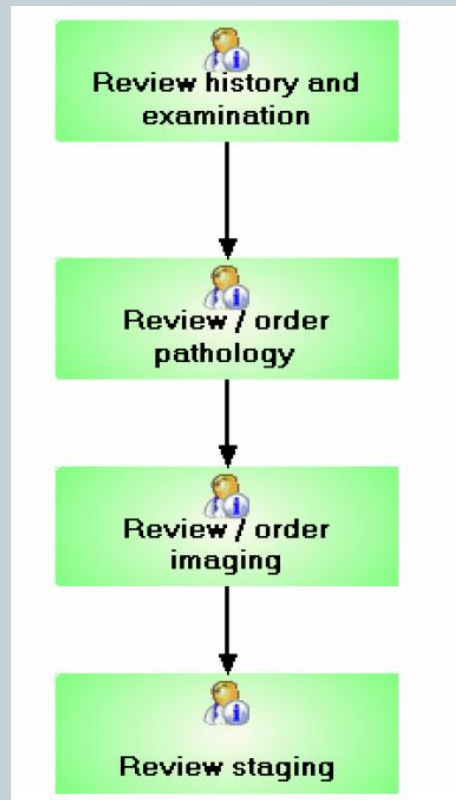 Review history and
examination
Review / order
pathology
Review / order
imaging
Review staging